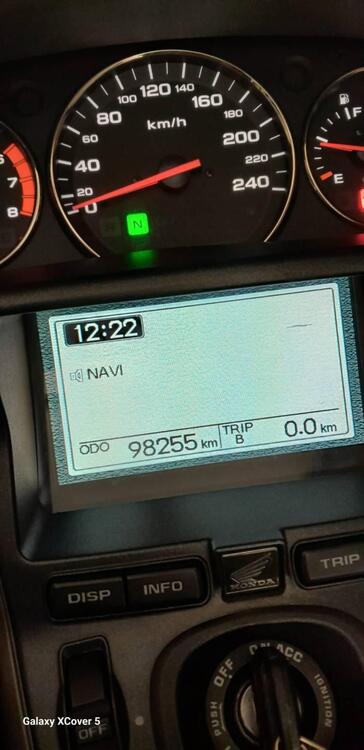 120
100 140
80 160
60 km/h 180
40 200
20 220
0 240
6
7
8
N
F
E
12:22
NAVI
ODO 98255 km TRIP B 0.0 km
DISP INFO
HONDA
TRIP
OFF ON ACC
PUSH IGNITION
OFF
Galaxy XCover 5